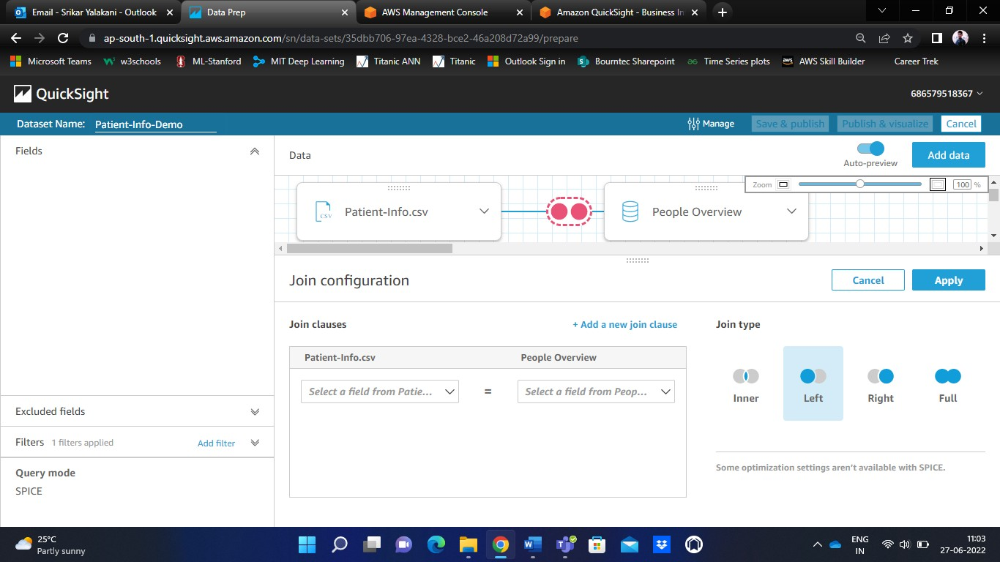 Email - Srikar Yalakani - Outlook
Data Prep
AWS Management Console
Amazon QuickSight - Business In
ap-south-1.quicksight.aws.amazon.com/sn/data-sets/35dbb706-97ea-4328-bce2-46a208d72a99/prepare
Microsoft Teams
w3schools
ML-Stanford
MIT Deep Learning
Titanic ANN
Titanic
Outlook Sign in
Bourntec Sharepoint
Time Series plots
AWS Skill Builder
Career Trek
QuickSight
686579518367
Dataset Name: Patient-Info-Demo
Manage
Save & publish
Publish & visualize
Cancel
Fields
Data
Auto-preview
Add data
Zoom
100 %
CSV
Patient-Info.csv
People Overview
Join configuration
Cancel
Apply
Join clauses
+ Add a new join clause
Join type
Patient-Info.csv
People Overview
Select a field from Patie...
=
Select a field from Peop...
Inner
Left
Right
Full
Excluded fields
Filters 1 filters applied
Add filter
Some optimization settings aren't available with SPICE.
Query mode
SPICE
25°C
Partly sunny
ENG
IN
11:03
27-06-2022